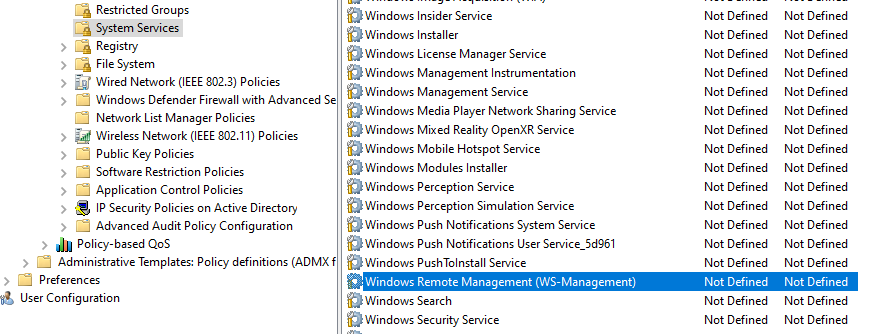 Restricted Groups
System Services
Registry
File System
Wired Network (IEEE 802.3) Policies
Windows Defender Firewall with Advanced Se
Network List Manager Policies
Wireless Network (IEEE 802.11) Policies
Public Key Policies
Software Restriction Policies
Application Control Policies
IP Security Policies on Active Directory
Advanced Audit Policy Configuration
Policy-based QoS
Administrative Templates: Policy definitions (ADMX f
Preferences
User Configuration
Windows Insider Service Not Defined Not Defined
Windows Installer Not Defined Not Defined
Windows License Manager Service Not Defined Not Defined
Windows Management Instrumentation Not Defined Not Defined
Windows Management Service Not Defined Not Defined
Windows Media Player Network Sharing Service Not Defined Not Defined
Windows Mixed Reality OpenXR Service Not Defined Not Defined
Windows Mobile Hotspot Service Not Defined Not Defined
Windows Modules Installer Not Defined Not Defined
Windows Perception Service Not Defined Not Defined
Windows Perception Simulation Service Not Defined Not Defined
Windows Push Notifications System Service Not Defined Not Defined
Windows Push Notifications User Service_5d961 Not Defined Not Defined
Windows PushToInstall Service Not Defined Not Defined
Windows Remote Management (WS-Management) Not Defined Not Defined
Windows Search Not Defined Not Defined
Windows Security Service Not Defined Not Defined